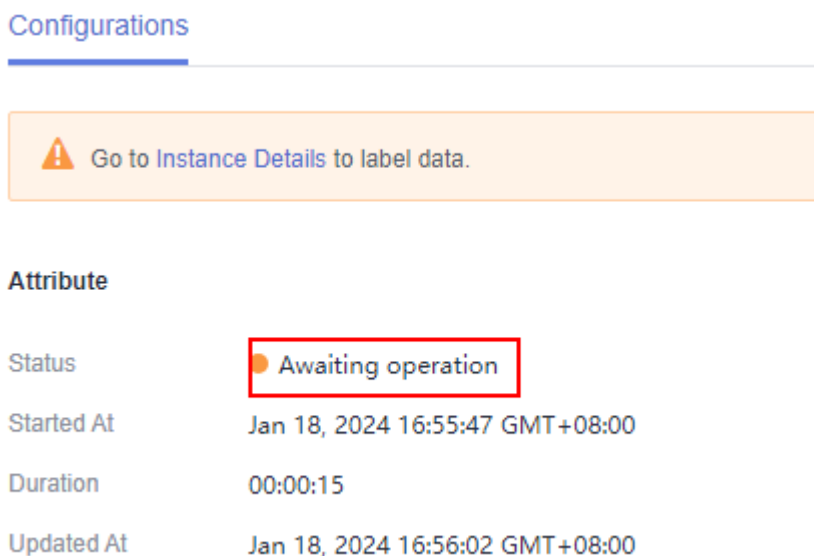 Configurations
Go to Instance Details to label data.
Attribute
Status Awaiting operation
Started At Jan 18, 2024 16:55:47 GMT+08:00
Duration 00:00:15
Updated At Jan 18, 2024 16:56:02 GMT+08:00